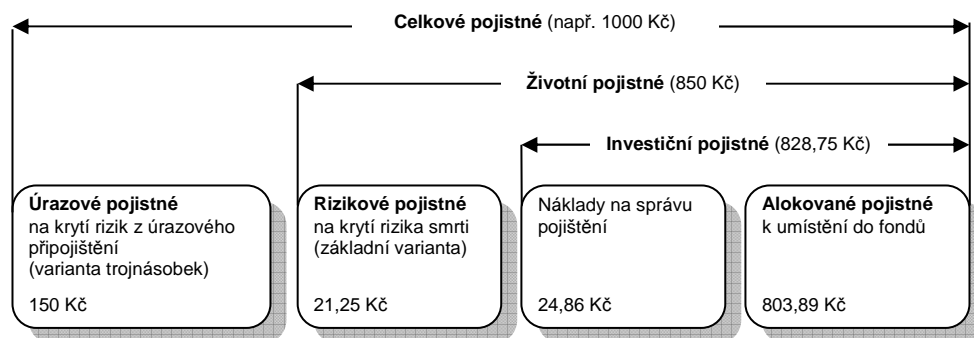 Celkové pojistné (např. 1000 Kč)
Životní pojistné (850 Kč)
Investiční pojistné (828,75 Kč)
Úrazové pojistné
na krytí rizik z úrazového
připojištění
(varianta trojnásobek)
150 Kč
Rizikové pojistné
na krytí rizika smrti
(základní varianta)
21,25 Kč
Náklady na správu
pojištění
24,86 Kč
Alokované pojistné
k umístění do fondů
803,89 Kč